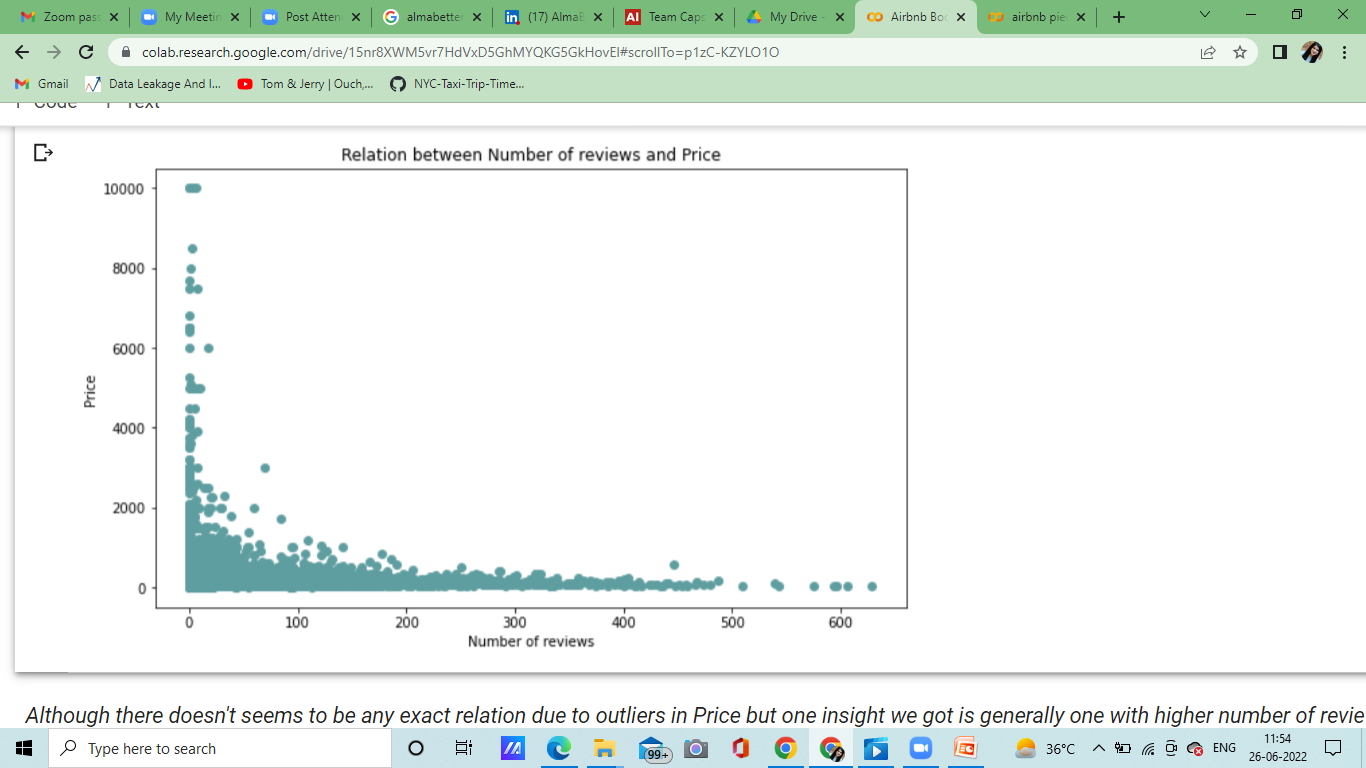 Zoom pass
My Meetin
Post Atten
almabetter
(17) AlmaB
Team Caps
My Drive -
Airbnb Boo
airbnb pie
colab.research.google.com/drive/15nr8XWM5vr7HdVxD5GhMYQKG5GkHovEl#scrollTo=p1zC-KZYLO1O
Gmail
Data Leakage And I...
Tom & Jerry | Ouch,...
NYC-Taxi-Trip-Time...
Code
Text
Relation between Number of reviews and Price
10000
8000
6000
4000
2000
0
Price
0 100 200 300 400 500 600
Number of reviews
Although there doesn't seems to be any exact relation due to outliers in Price but one insight we got is generally one with higher number of revie
Type here to search
99+
36°C
ENG
11:54
26-06-2022